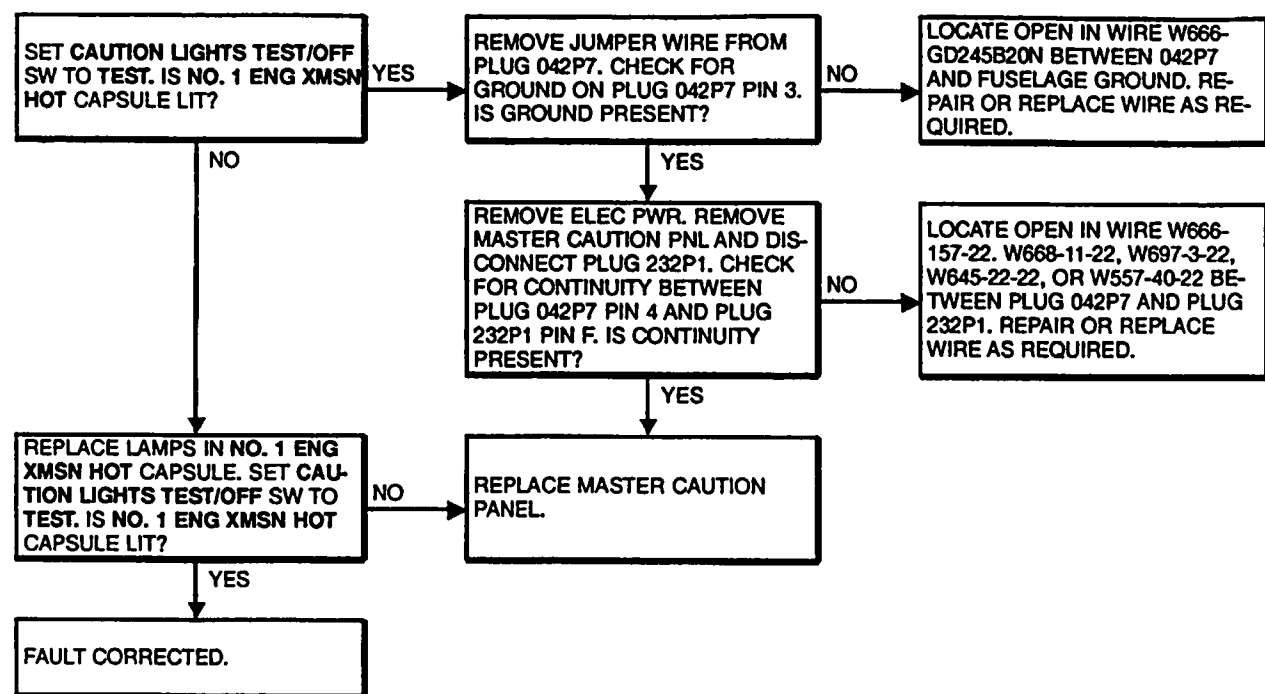 SET CAUTION LIGHTS TEST/OFF
SW TO TEST. IS NO. 1 ENG XMSN
HOT CAPSULE LIT?
YES
REMOVE JUMPER WIRE FROM
PLUG 042P7. CHECK FOR
GROUND ON PLUG 042P7 PIN 3.
IS GROUND PRESENT?
NO
LOCATE OPEN IN WIRE W666-
GD245B20N BETWEEN 042P7
AND FUSELAGE GROUND. RE-
PAIR OR REPLACE WIRE AS RE-
QUIRED.
NO
YES
REMOVE ELEC PWR. REMOVE
MASTER CAUTION PNL AND DIS-
CONNECT PLUG 232P1. CHECK
FOR CONTINUITY BETWEEN
PLUG 042P7 PIN 4 AND PLUG
232P1 PIN F. IS CONTINUITY
PRESENT?
NO
LOCATE OPEN IN WIRE W666-
157-22. W668-11-22, W697-3-22,
W645-22-22, OR W557-40-22 BE-
TWEEN PLUG 042P7 AND PLUG
232P1. REPAIR OR REPLACE
WIRE AS REQUIRED.
YES
REPLACE LAMPS IN NO. 1 ENG
XMSN HOT CAPSULE. SET CAU-
TION LIGHTS TEST/OFF SW TO
TEST. IS NO. 1 ENG XMSN HOT
CAPSULE LIT?
NO
REPLACE MASTER CAUTION
PANEL.
YES
FAULT CORRECTED.